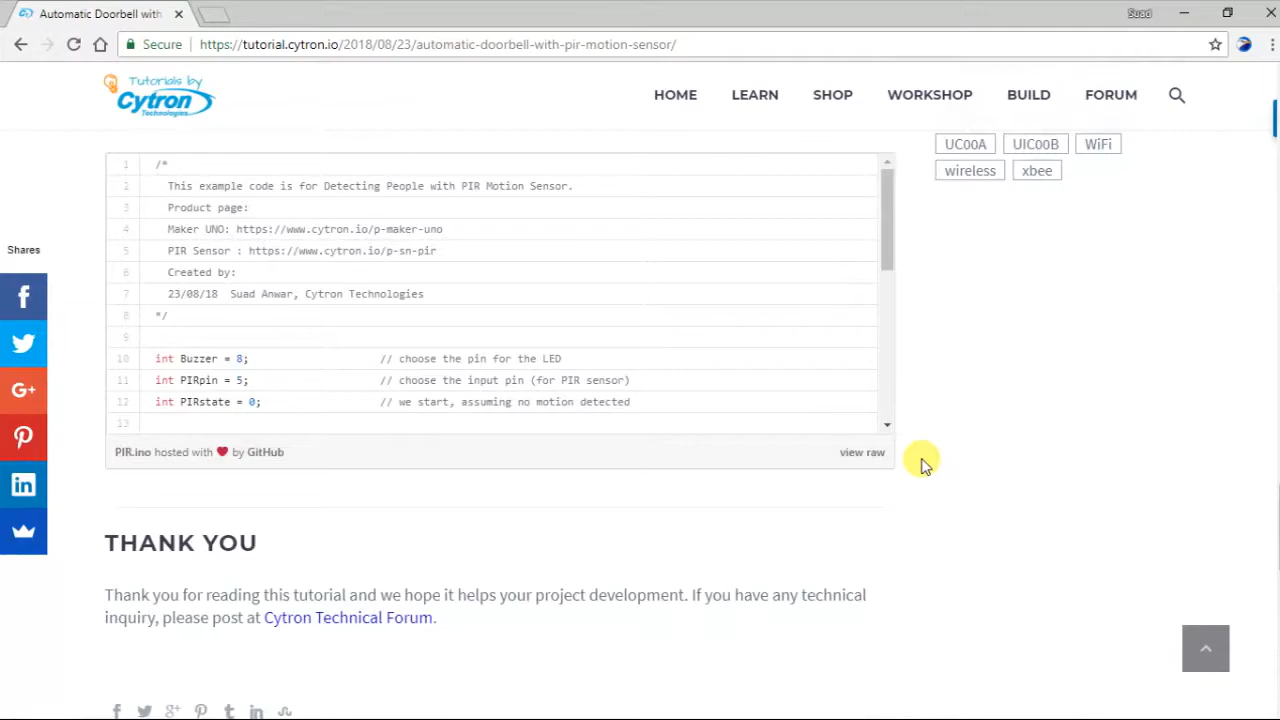 Automatic Doorbell with
Suad
Secure
https://tutorial.cytron.io/2018/08/23/automatic-doorbell-with-pir-motion-sensor/
Tutorials by
Cytron
Technologies
HOME
LEARN
SHOP
WORKSHOP
BUILD
FORUM
UC00A
UIC00B
WiFi
wireless
xbee
Shares
1 /*
2 This example code is for Detecting People with PIR Motion Sensor.
3 Product page:
4 Maker UNO: https://www.cytron.io/p-maker-uno
5 PIR Sensor : https://www.cytron.io/p-sn-pir
6 Created by:
7 23/08/18 Suad Anwar, Cytron Technologies
8 */
9
10 int Buzzer = 8; // choose the pin for the LED
11 int PIRpin = 5; // choose the input pin (for PIR sensor)
12 int PIRstate = 0; // we start, assuming no motion detected
13
PIR.ino hosted with ❤ by GitHub
view raw
THANK YOU
Thank you for reading this tutorial and we hope it helps your project development. If you have any technical
inquiry, please post at Cytron Technical Forum.